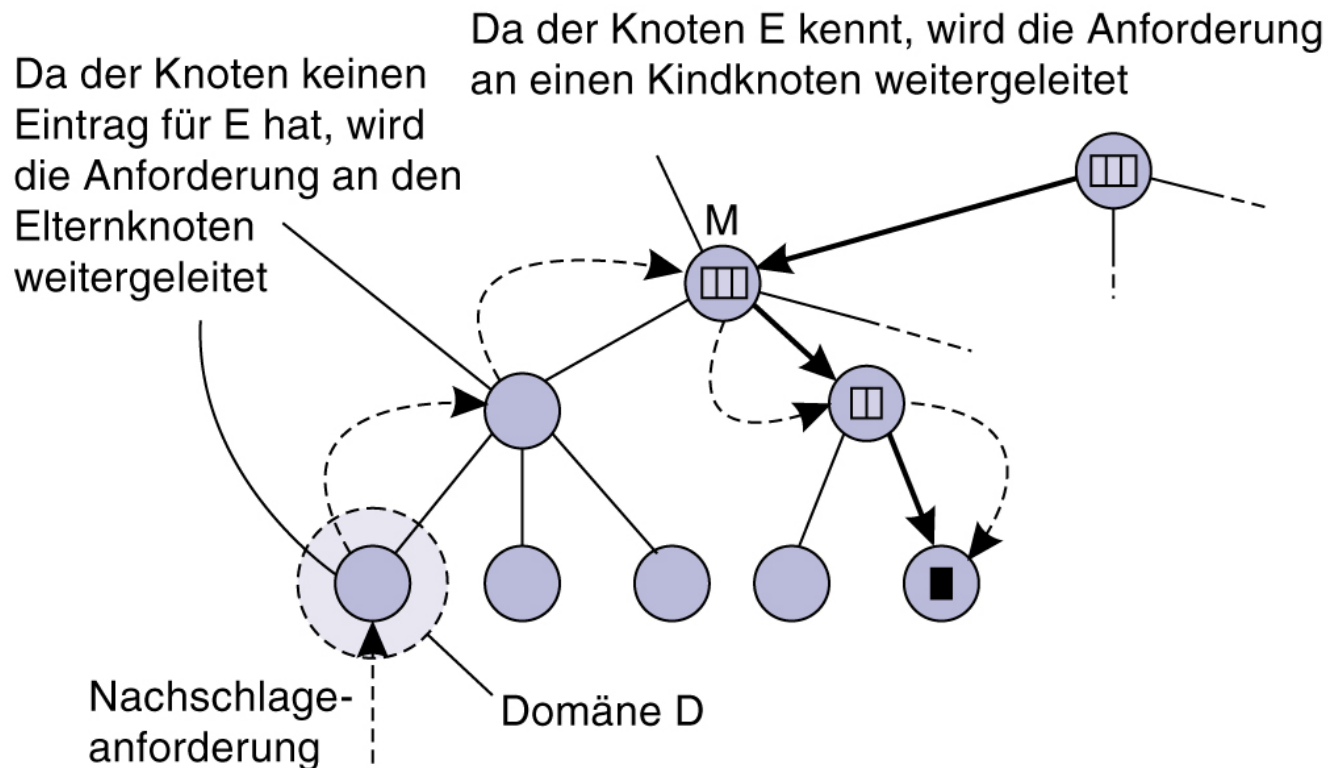 Da der Knoten E kennt, wird die Anforderung
an einen Kindknoten weitergeleitet
Da der Knoten keinen
Eintrag für E hat, wird
die Anforderung an den
Elternknoten
weitergeleitet
M
Nachschlage-
anforderung
Domäne D